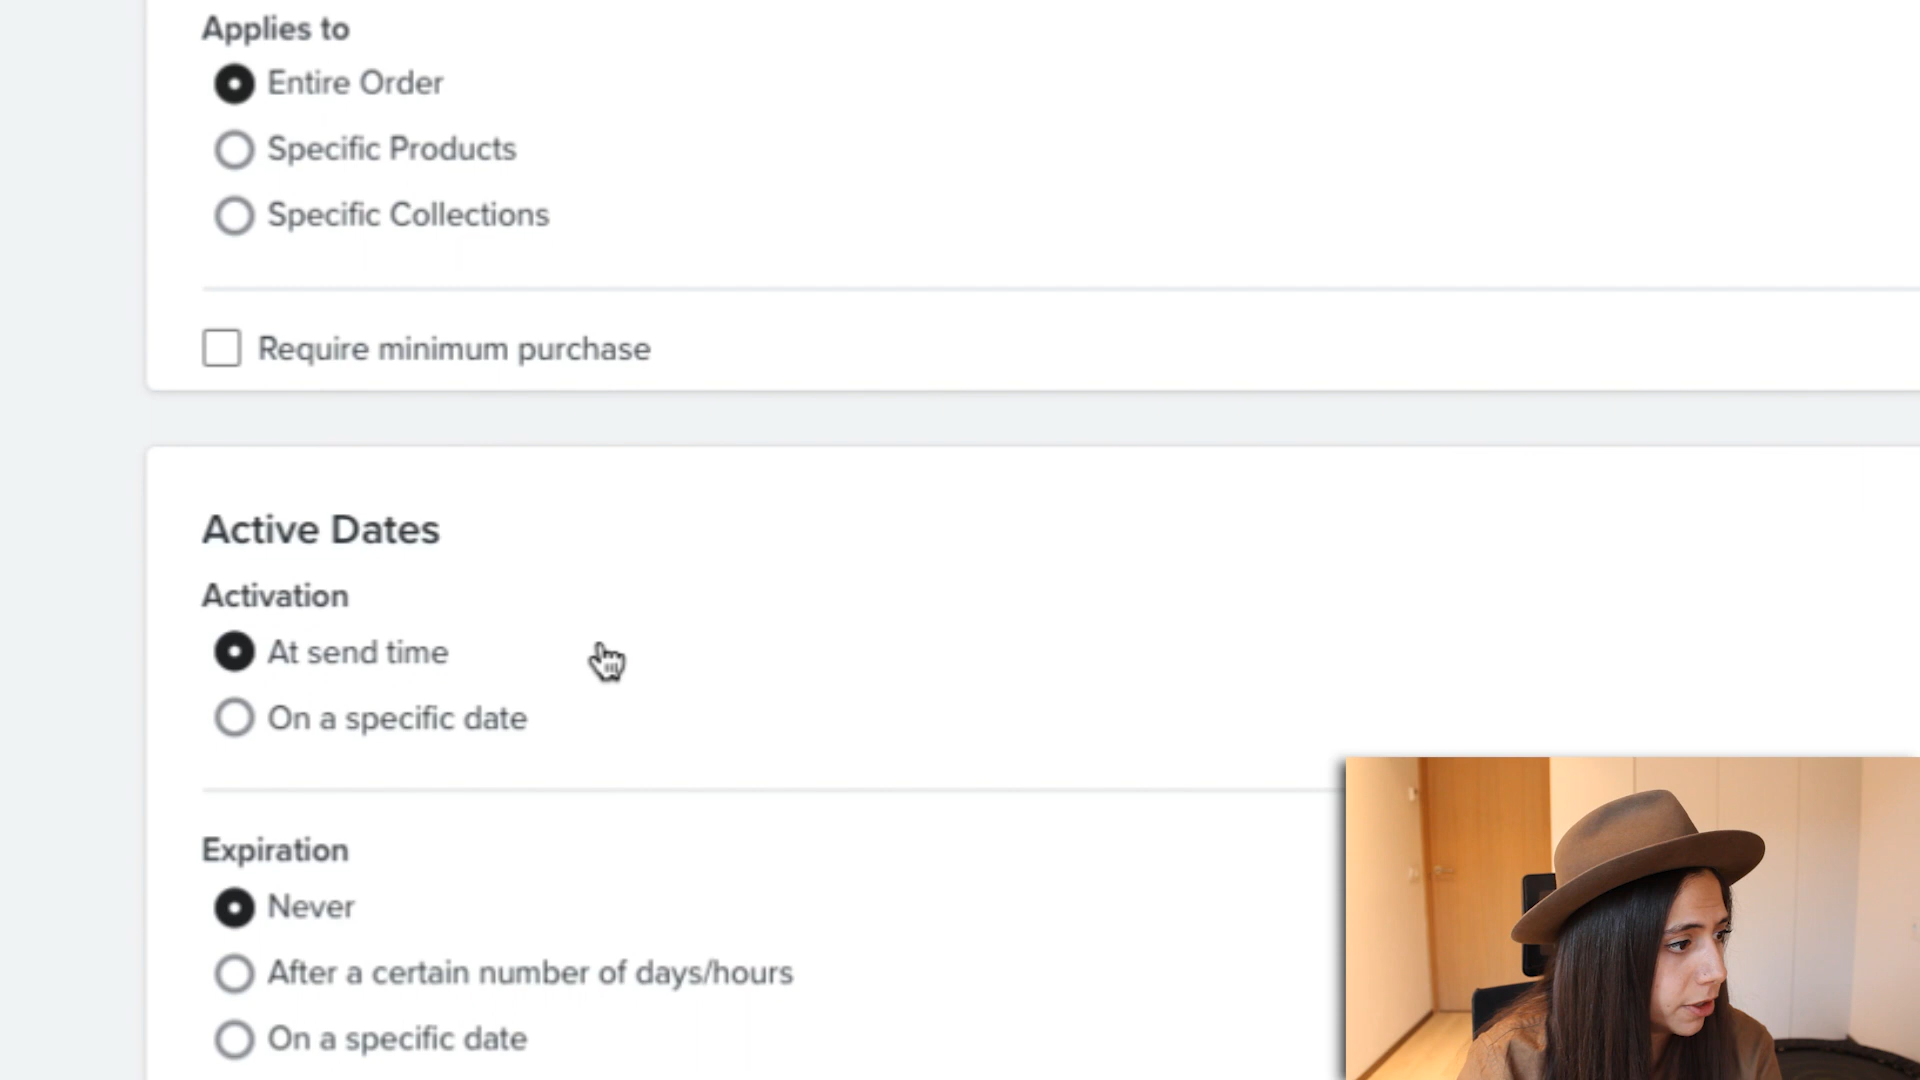 Applies to
Entire Order
Specific Products
Specific Collections
Require minimum purchase
Active Dates
Activation
At send time
On a specific date
Expiration
Never
After a certain number of days/hours
On a specific date